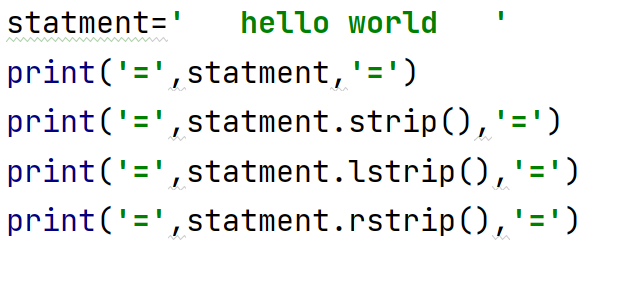 statment='   hello world   '
print('=',statment,'=')
print('=',statment.strip(),'=')
print('=',statment.lstrip(),'=')
print('=',statment.rstrip(),'=')